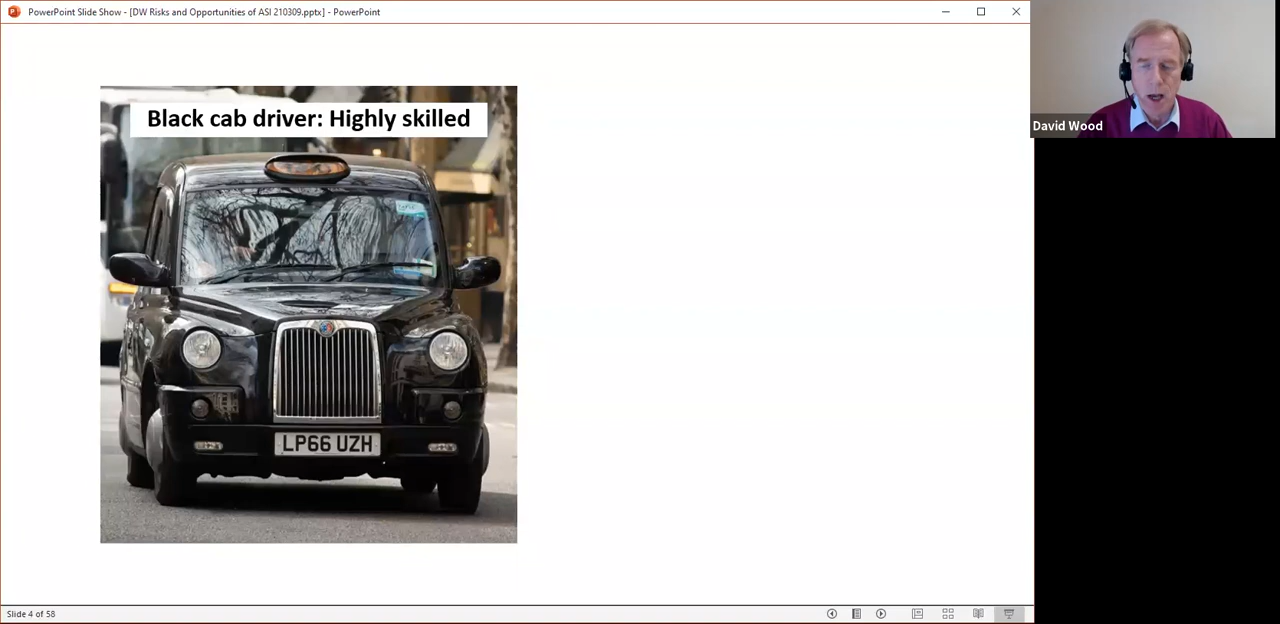 PowerPoint Slide Show - [DW Risks and Opportunities of ASI 210309.pptx] - PowerPoint
David Wood
Black cab driver: Highly skilled
LP66 UZH
Slide 4 of 58